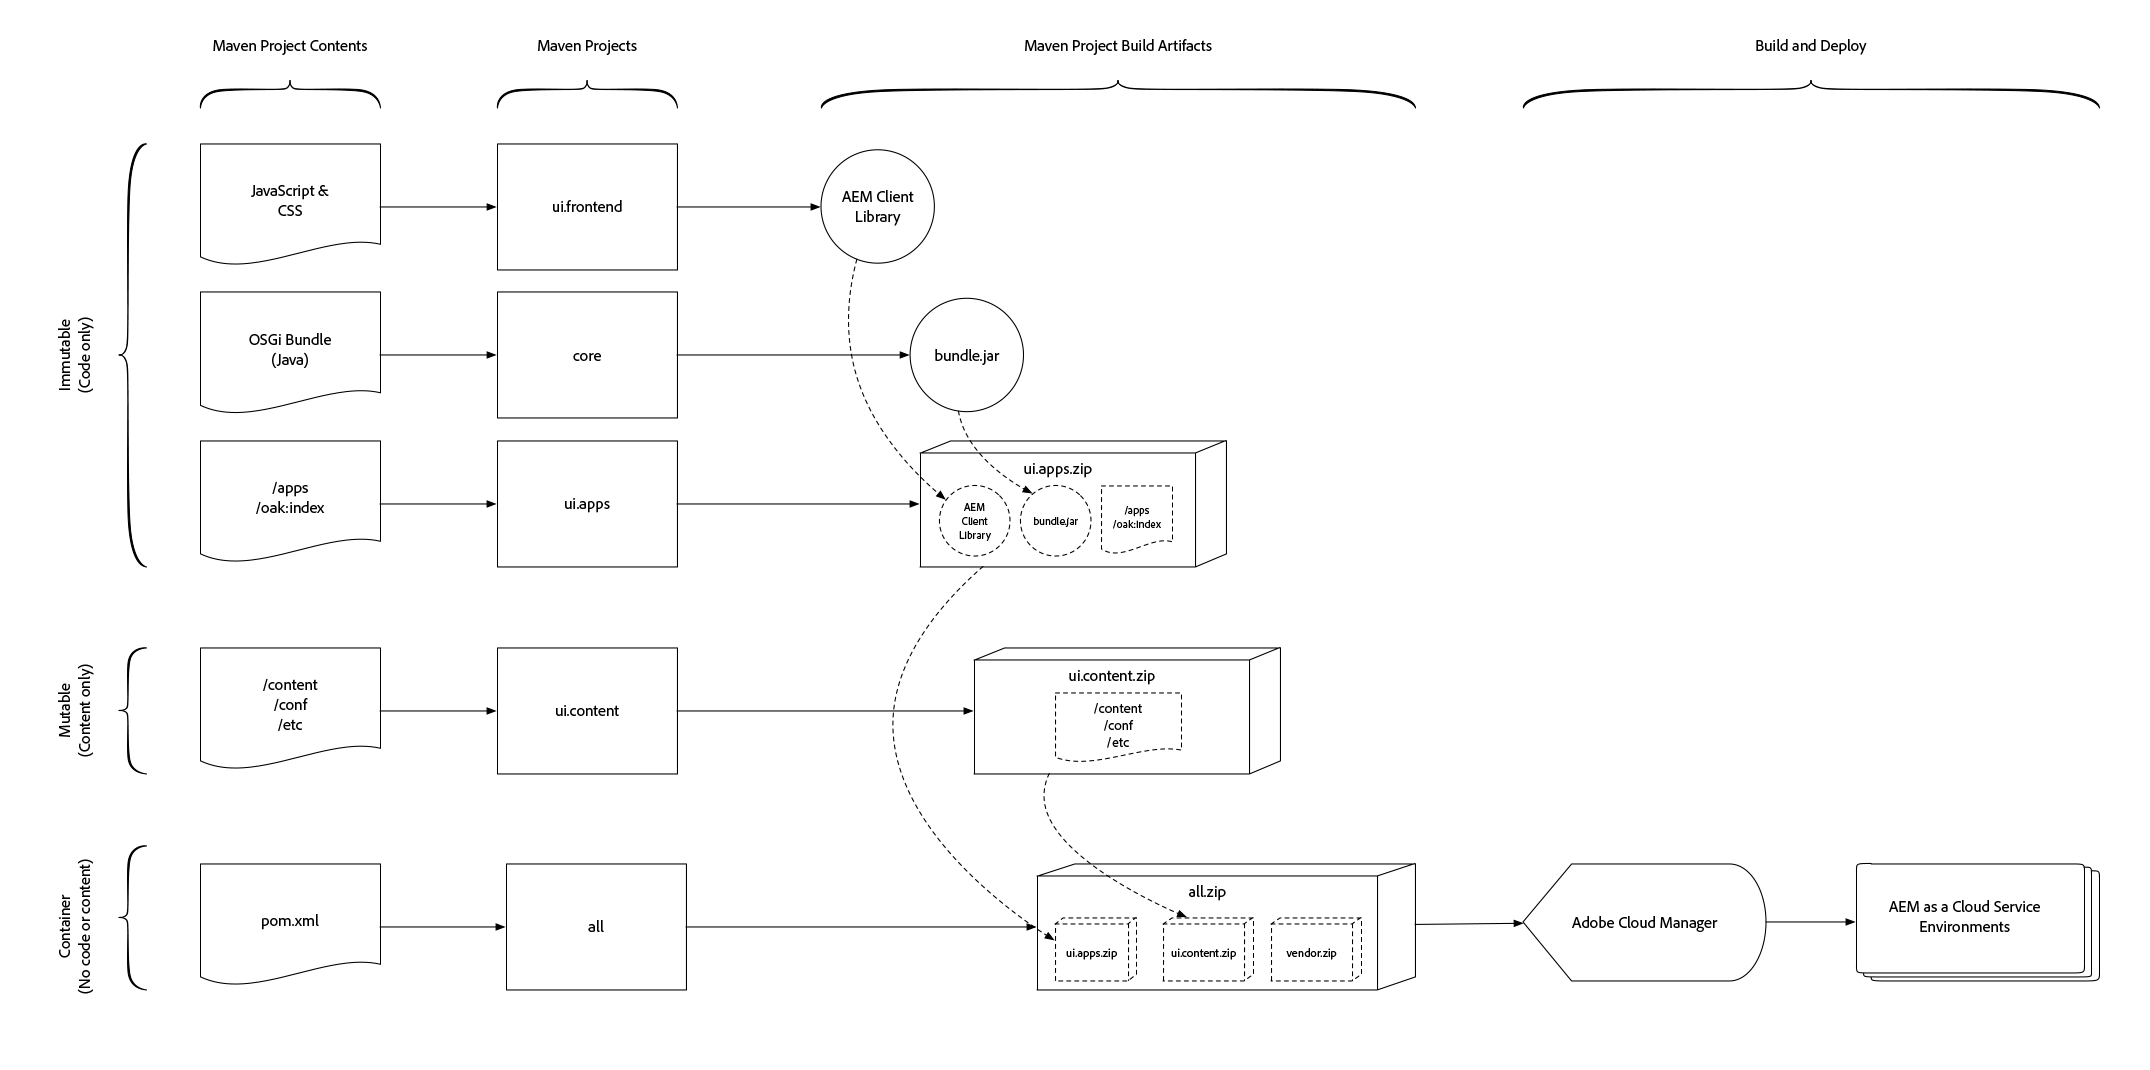 Maven Project Contents
Maven Projects
Maven Project Build Artifacts
Build and Deploy
Immutable
(Code only)
JavaScript &
CSS
ui.frontend
AEM Client
Library
OSGi Bundle
(Java)
core
bundle.jar
/apps
/oak:index
ui.apps
ui.apps.zip
AEM
Client
Library
bundle.jar
/apps
/oak:index
Mutable
(Content only)
/content
/conf
/etc
ui.content
ui.content.zip
/content
/conf
/etc
Container
(No code or content)
pom.xml
all
all.zip
ui.apps.zip
ui.content.zip
vendor.zip
Adobe Cloud Manager
AEM as a Cloud Service
Environments